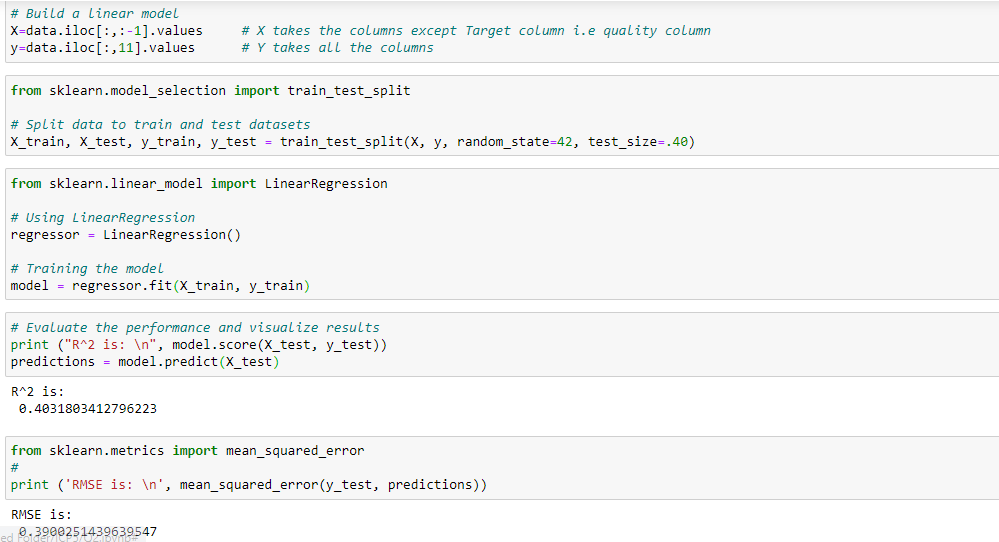 # Build a linear model
X=data.iloc[:,:-1].values     # X takes the columns except Target column i.e quality column
y=data.iloc[:,11].values      # Y takes all the columns
from sklearn.model_selection import train_test_split
# Split data to train and test datasets
X_train, X_test, y_train, y_test = train_test_split(X, y, random_state=42, test_size=.40)
from sklearn.linear_model import LinearRegression
# Using LinearRegression
regressor = LinearRegression()
# Training the model
model = regressor.fit(X_train, y_train)
# Evaluate the performance and visualize results
print ("R^2 is: \n", model.score(X_test, y_test))
predictions = model.predict(X_test)
R^2 is:
 0.4031803412796223
from sklearn.metrics import mean_squared_error
#
print ('RMSE is: \n', mean_squared_error(y_test, predictions))
RMSE is:
 0.3900251439639547